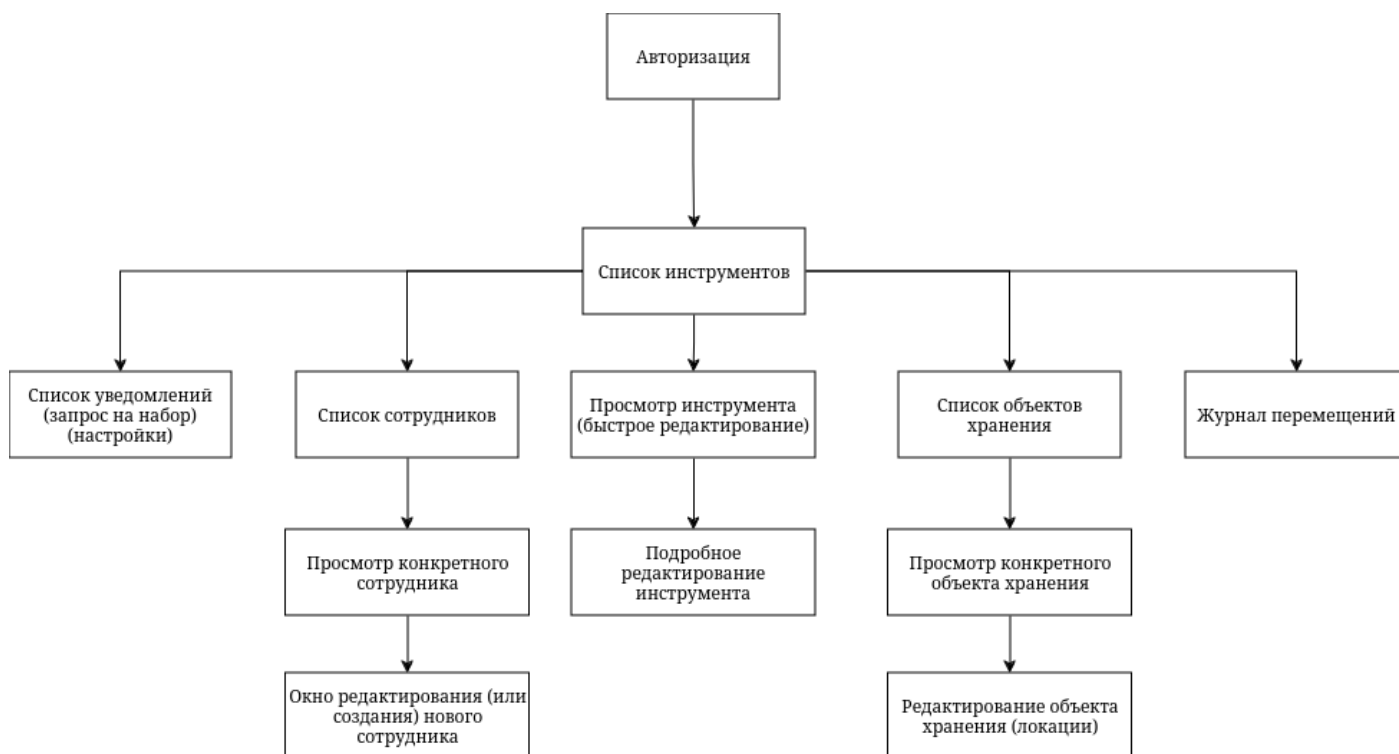 Авторизация
Список инструментов
Список уведомлений
(запрос на набор)
(настройки)
Список сотрудников
Просмотр инструмента
(быстрое редактирование)
Список объектов
хранения
Журнал перемещений
Просмотр конкретного
сотрудника
Подробное
редактирование
инструмента
Просмотр конкретного
объекта хранения
Окно редактирования (или
создания) нового
сотрудника
Редактирование объекта
хранения (локации)